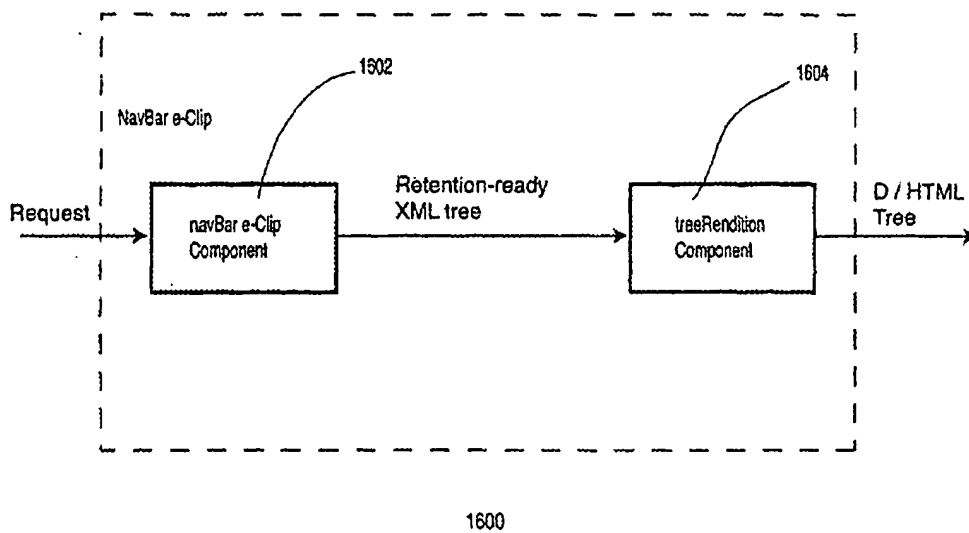 1602
1604
NavBar e-Clip
Request
navBar e-Clip
Component
Retention-ready
XML tree
treeRendition
Component
D / HTML
Tree
1600